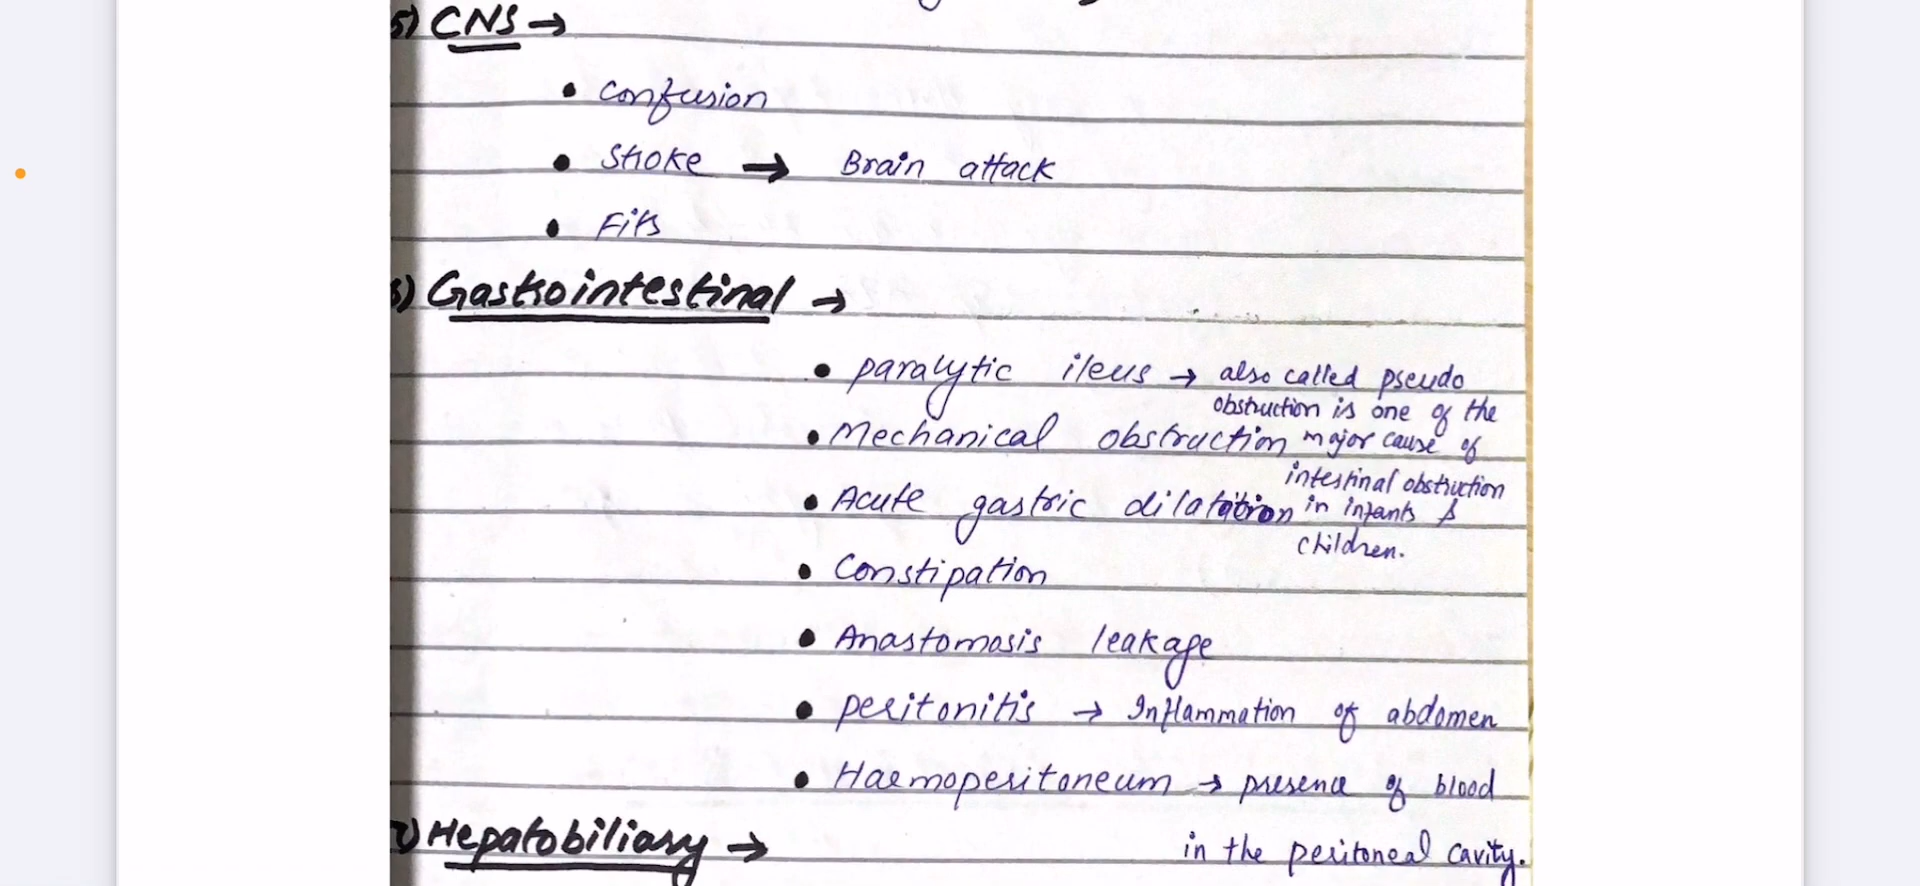 5) CNS →
• Confusion
• Stroke → Brain attack
• Fits
6) Gastrointestinal →
• paralytic ileus → also called pseudo
obstruction is one of the
• Mechanical obstruction major cause of
intestinal obstruction
• Acute gastric dilatation in infants &
children.
• Constipation
• Anastomosis leakage
• peritonitis → Inflammation of abdomen
• Haemoperitoneum → presence of blood
in the peritoneal cavity.
7) Hepatobiliary →